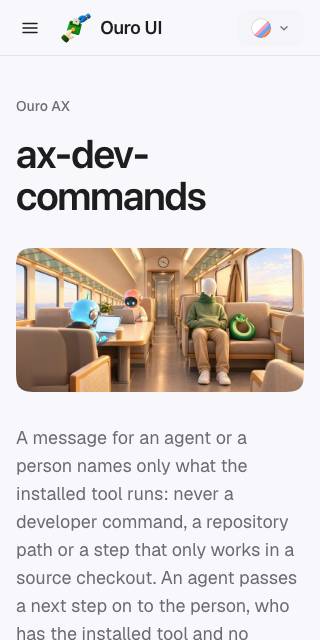 Ouro UI
Ouro AX
ax-dev-
commands
A message for an agent or a
person names only what the
installed tool runs: never a
developer command, a repository
path or a step that only works in a
source checkout. An agent passes
a next step on to the person, who
has the installed tool and no